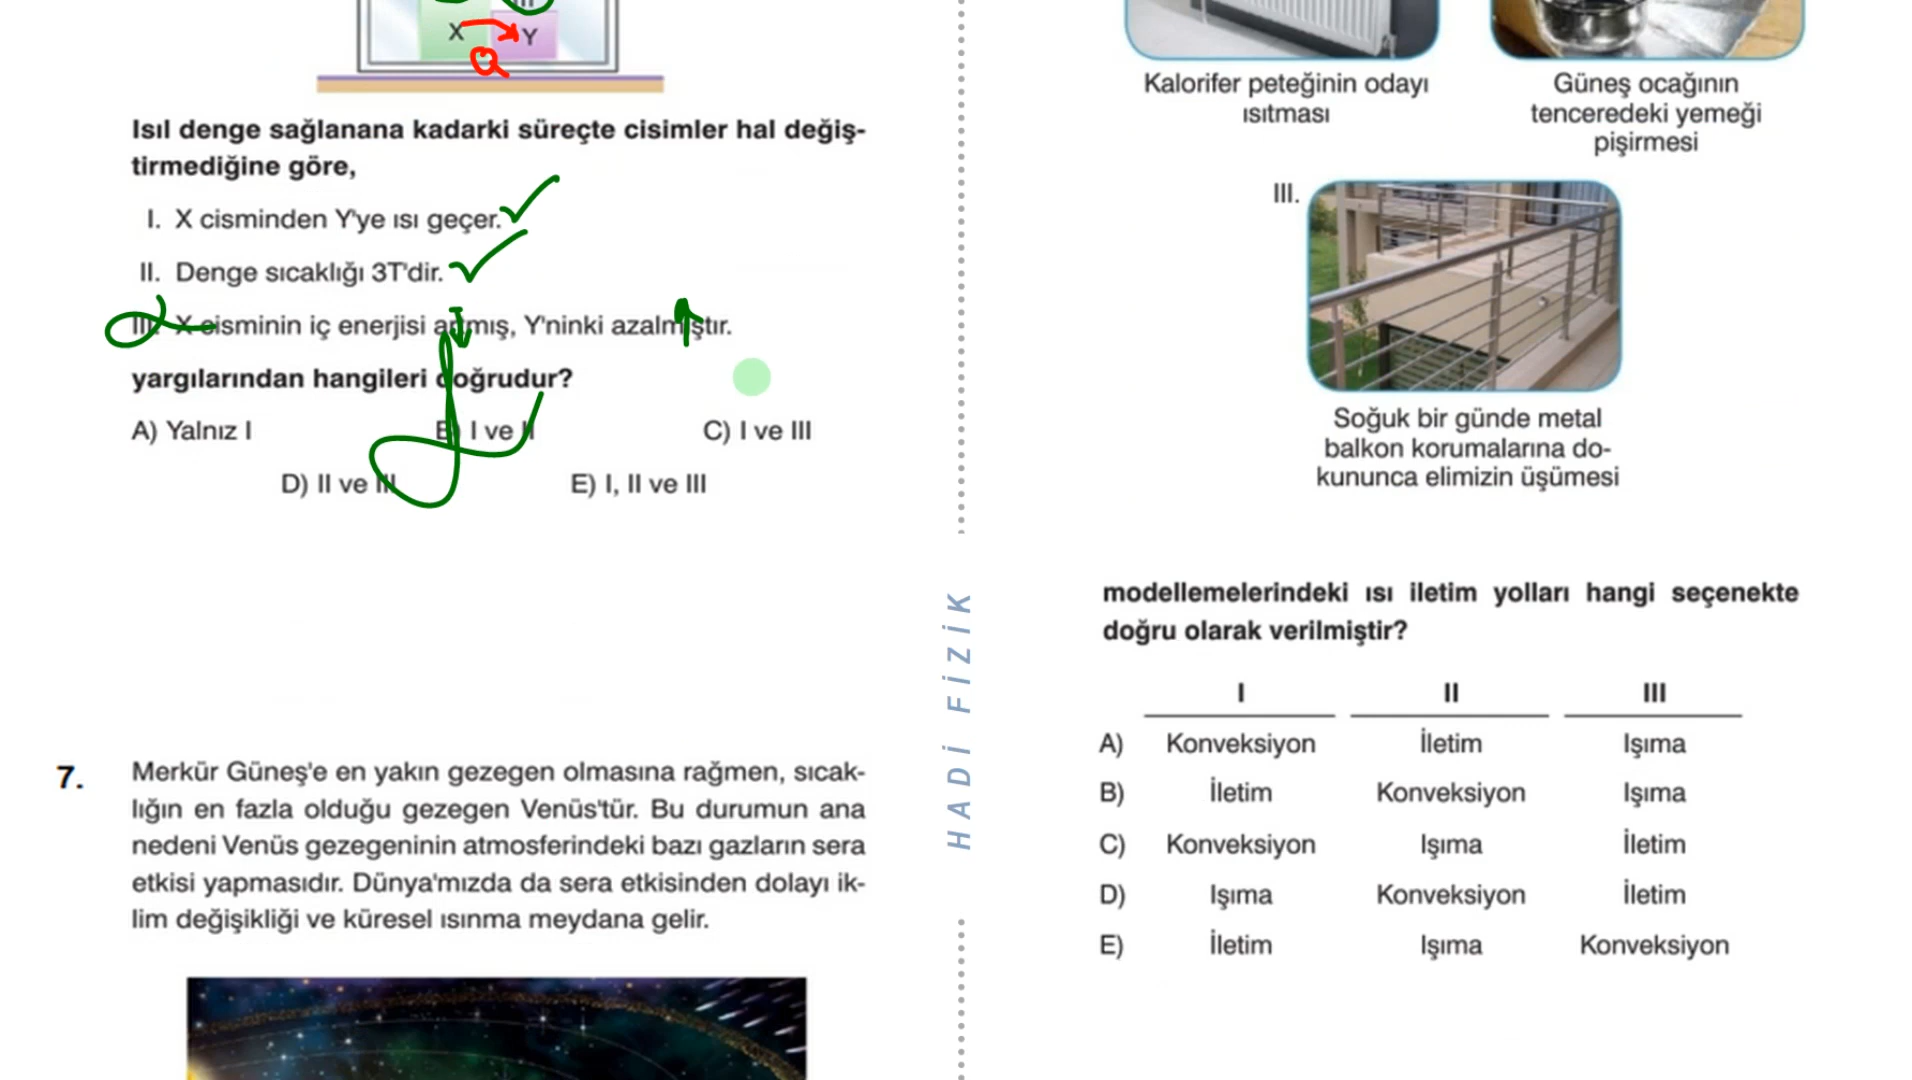 X
Y
Q
Isıl denge sağlanana kadarki süreçte cisimler hal değiş-
tirmediğine göre,
I. X cisminden Y'ye ısı geçer.
II. Denge sıcaklığı 3T'dir.
III. X cisminin iç enerjisi artmış, Y'ninki azalmıştır.
yargılarından hangileri doğrudur?
A) Yalnız I
B) I ve II
C) I ve III
D) II ve III
E) I, II ve III
7. Merkür Güneş'e en yakın gezegen olmasına rağmen, sıcak-
lığın en fazla olduğu gezegen Venüs'tür. Bu durumun ana
nedeni Venüs gezegeninin atmosferindeki bazı gazların sera
etkisi yapmasıdır. Dünya'mızda da sera etkisinden dolayı ik-
lim değişikliği ve küresel ısınma meydana gelir.
HADİ FİZİK
Kalorifer peteğinin odayı
ısıtması
Güneş ocağının
tenceredeki yemeği
pişirmesi
III.
Soğuk bir günde metal
balkon korumalarına do-
kununca elimizin üşümesi
modellemelerindeki ısı iletim yolları hangi seçenekte
doğru olarak verilmiştir?
I II III
A) Konveksiyon İletim Işıma
B) İletim Konveksiyon Işıma
C) Konveksiyon Işıma İletim
D) Işıma Konveksiyon İletim
E) İletim Işıma Konveksiyon